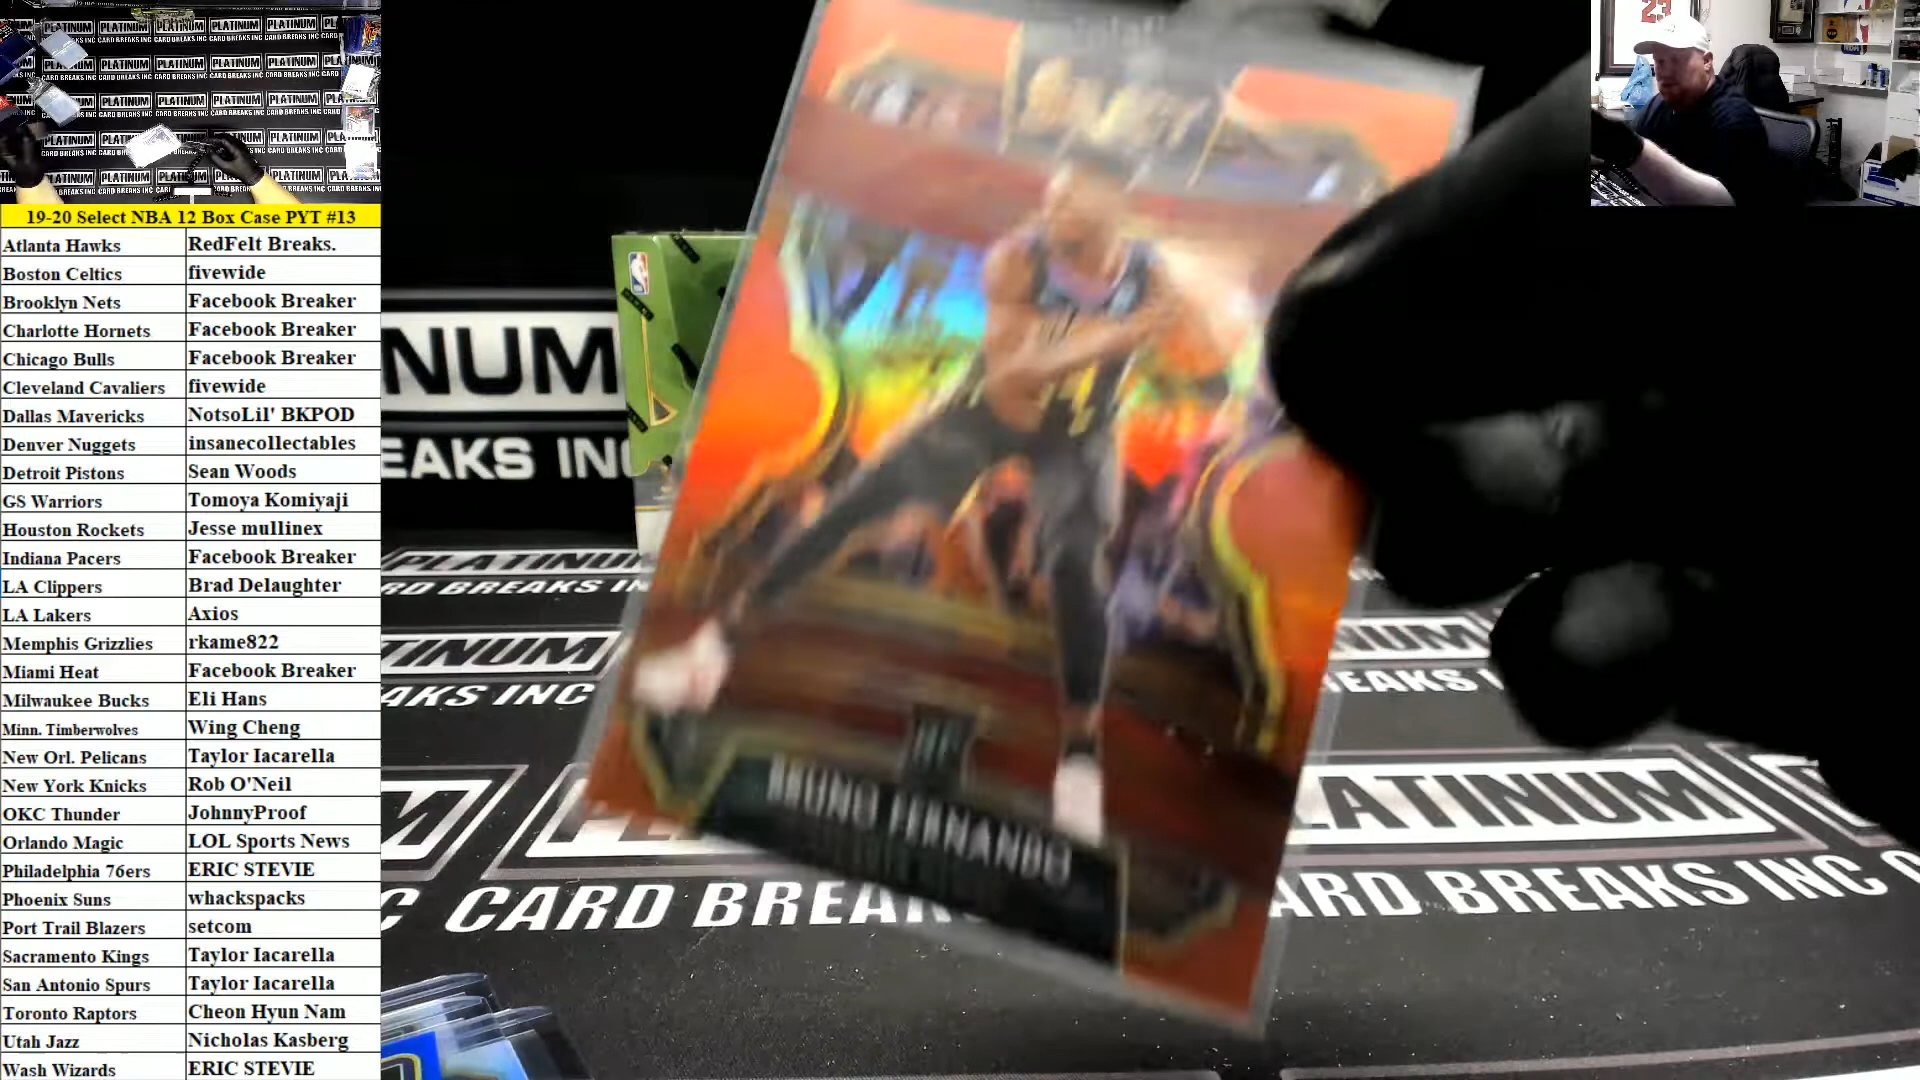 19-20 Select NBA 12 Box Case PYT #13
Atlanta Hawks RedFelt Breaks.
Boston Celtics fivewide
Brooklyn Nets Facebook Breaker
Charlotte Hornets Facebook Breaker
Chicago Bulls Facebook Breaker
Cleveland Cavaliers fivewide
Dallas Mavericks NotsoLil' BKPOD
Denver Nuggets insanecollectables
Detroit Pistons Sean Woods
GS Warriors Tomoya Komiyaji
Houston Rockets Jesse mullinex
Indiana Pacers Facebook Breaker
LA Clippers Brad Delaughter
LA Lakers Axios
Memphis Grizzlies rkame822
Miami Heat Facebook Breaker
Milwaukee Bucks Eli Hans
Minn. Timberwolves Wing Cheng
New Orl. Pelicans Taylor Iacarella
New York Knicks Rob O'Neil
OKC Thunder JohnnyProof
Orlando Magic LOL Sports News
Philadelphia 76ers ERIC STEVIE
Phoenix Suns whackspacks
Port Trail Blazers setcom
Sacramento Kings Taylor Iacarella
San Antonio Spurs Taylor Iacarella
Toronto Raptors Cheon Hyun Nam
Utah Jazz Nicholas Kasberg
Wash Wizards ERIC STEVIE
BRUNO FERNANDO
NUM
EAKS INC
PLATINUM
CARD BREAKS INC
23